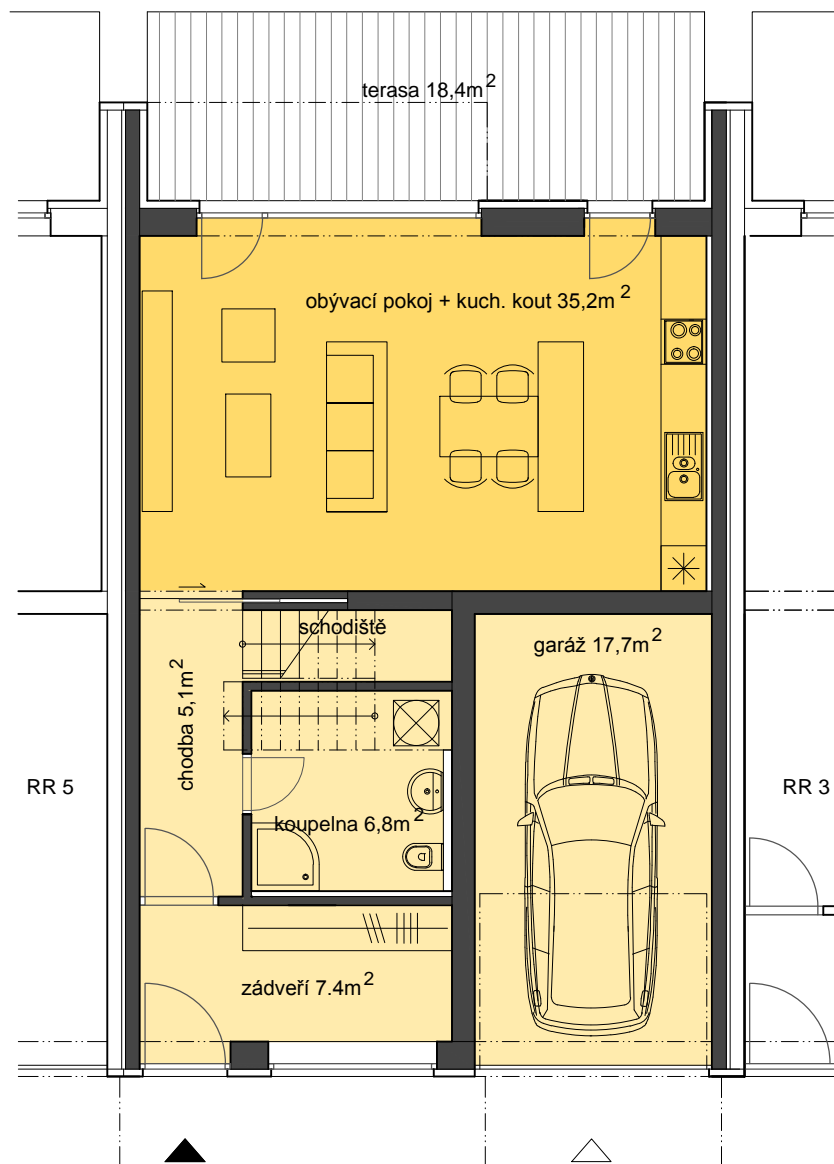 terasa 18,4m²
obývací pokoj + kuch. kout 35,2m²
schodiště
garáž 17,7m²
chodba 5,1m²
RR 5
RR 3
koupelna 6,8m²
zádveří 7.4m²